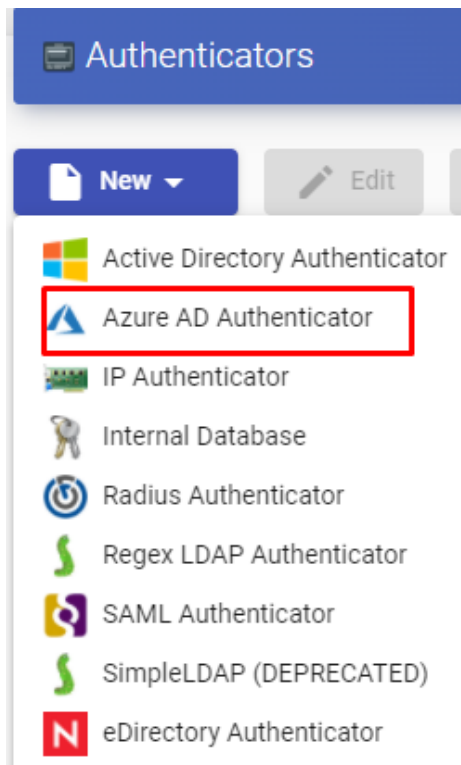 Authenticators
New
Edit
Active Directory Authenticator
Azure AD Authenticator
IP Authenticator
Internal Database
Radius Authenticator
Regex LDAP Authenticator
SAML Authenticator
SimpleLDAP (DEPRECATED)
eDirectory Authenticator